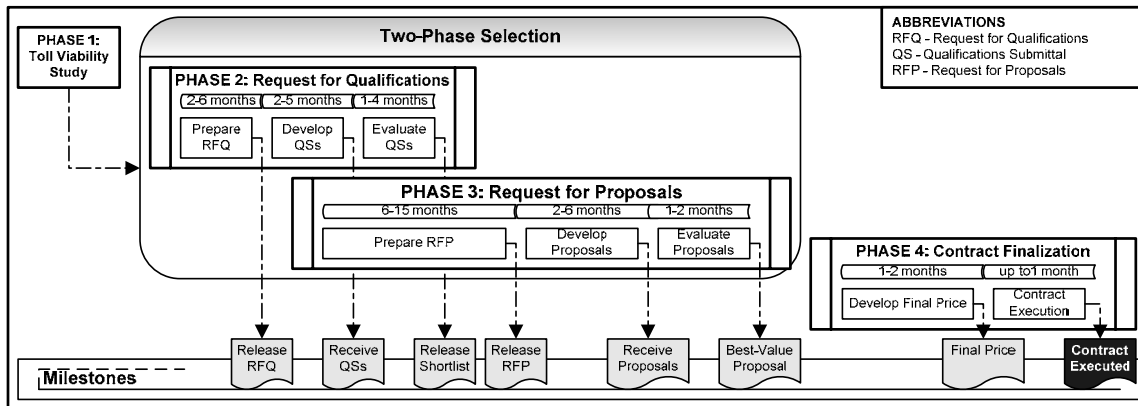 PHASE 1:
Toll Viability
Study
Two-Phase Selection
ABBREVIATIONS
RFQ - Request for Qualifications
QS - Qualifications Submittal
RFP - Request for Proposals
PHASE 2: Request for Qualifications
2-6 months
2-5 months
1-4 months
Prepare
RFQ
Develop
QSs
Evaluate
QSs
PHASE 3: Request for Proposals
6-15 months
2-6 months
1-2 months
Prepare RFP
Develop
Proposals
Evaluate
Proposals
PHASE 4: Contract Finalization
1-2 months
up to1 month
Develop Final Price
Contract
Execution
Release
RFQ
Receive
QSs
Release
Shortlist
Release
RFP
Receive
Proposals
Best-Value
Proposal
Final Price
Contract
Executed
Milestones